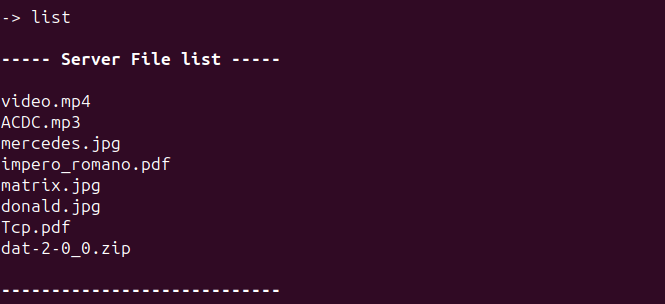 -> list
----- Server File list -----
video.mp4
ACDC.mp3
mercedes.jpg
impero_romano.pdf
matrix.jpg
donald.jpg
Tcp.pdf
dat-2-0_0.zip
----------------------------